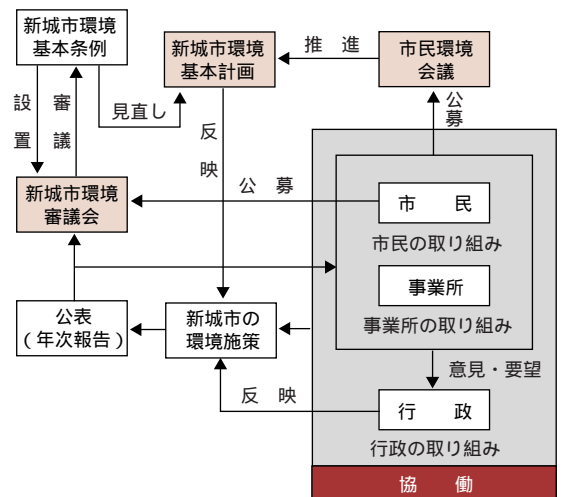 新城市環境
基本条例
新城市環境
基本計画
推 進
市民環境
会議
設
置
審
議
見直し
反
映
公
募
新城市環境
審議会
公 募
市 民
市民の取り組み
事業所
事業所の取り組み
公表
(年次報告)
新城市の
環境施策
意見・要望
反 映
行 政
行政の取り組み
協 働